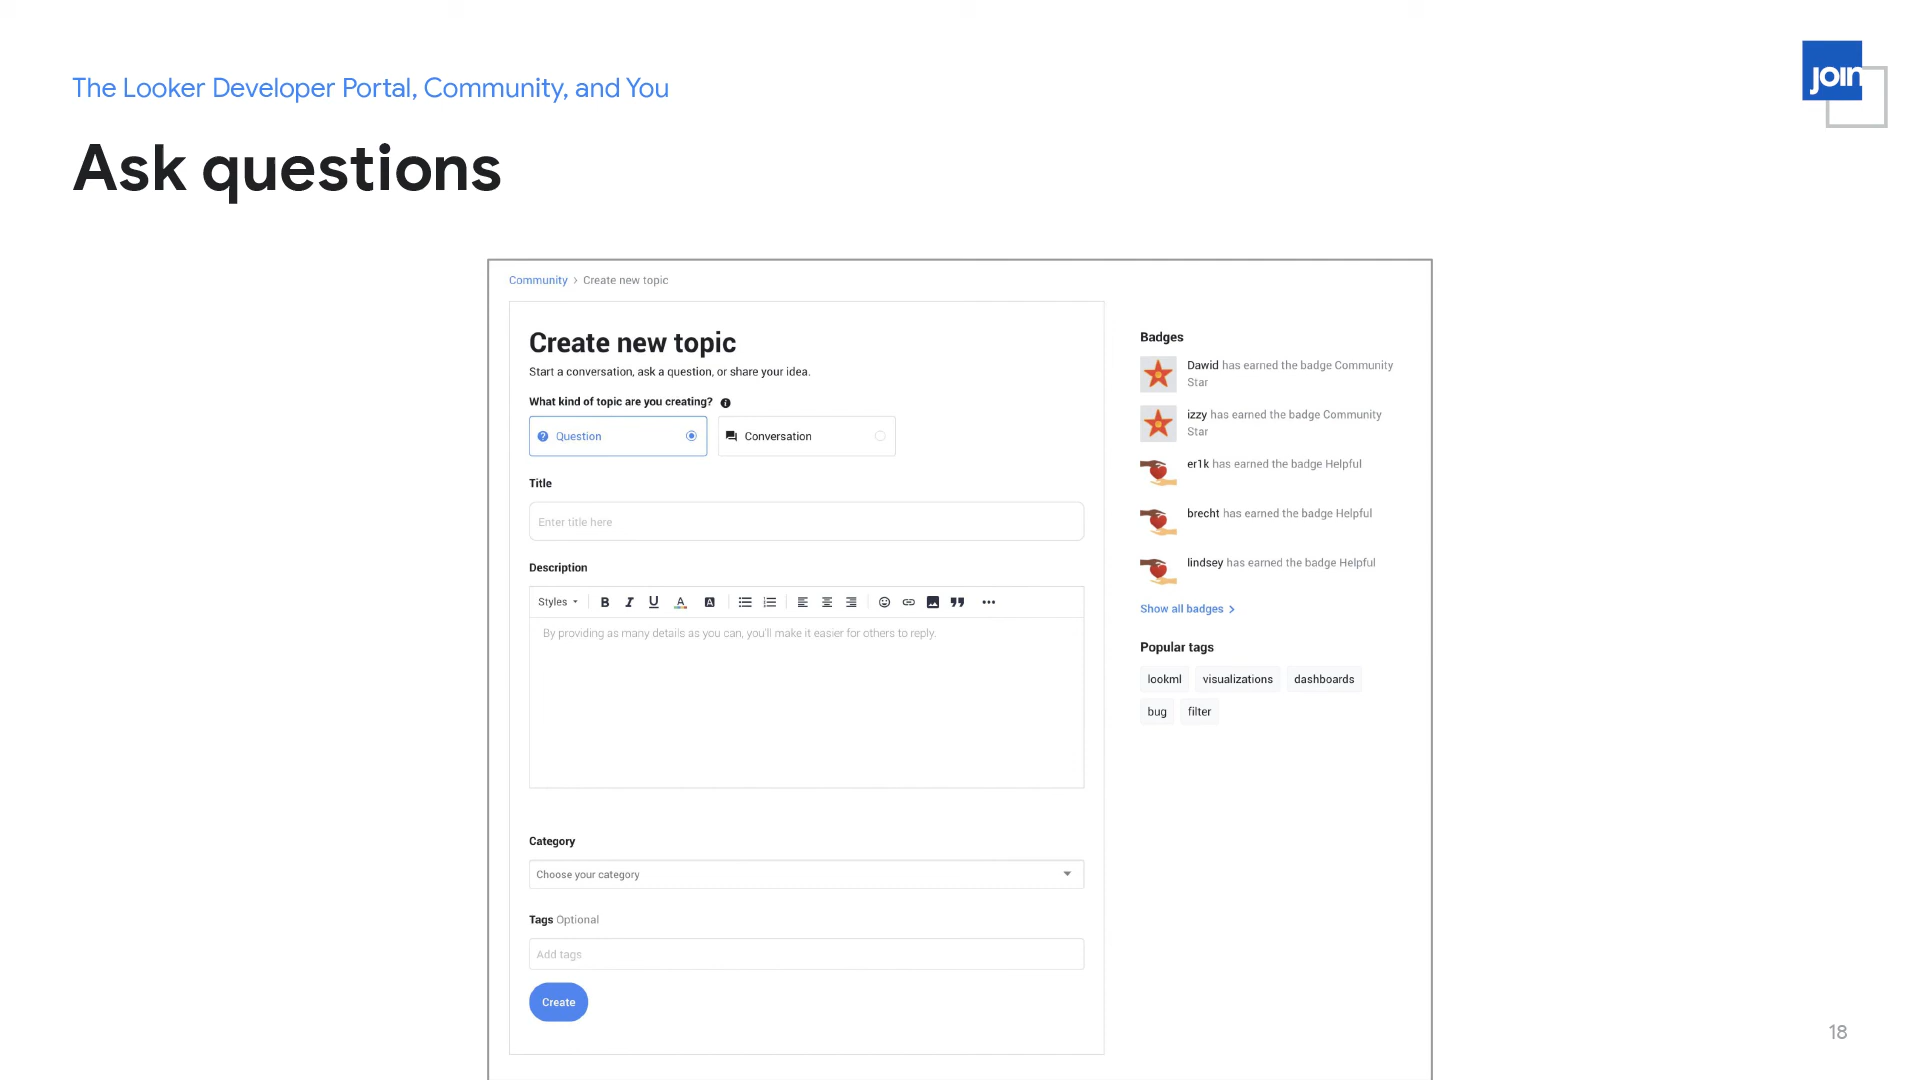 The Looker Developer Portal, Community, and You
join
Ask questions
Community > Create new topic
Create new topic
Start a conversation, ask a question, or share your idea.
What kind of topic are you creating?
Question
Conversation
Title
Enter title here
Description
Styles B I U A A
By providing as many details as you can, you'll make it easier for others to reply.
Category
Choose your category
Tags Optional
Add tags
Create
Badges
Dawid has earned the badge Community
Star
izzy has earned the badge Community
Star
er1k has earned the badge Helpful
brecht has earned the badge Helpful
lindsey has earned the badge Helpful
Show all badges >
Popular tags
lookml visualizations dashboards
bug filter
18